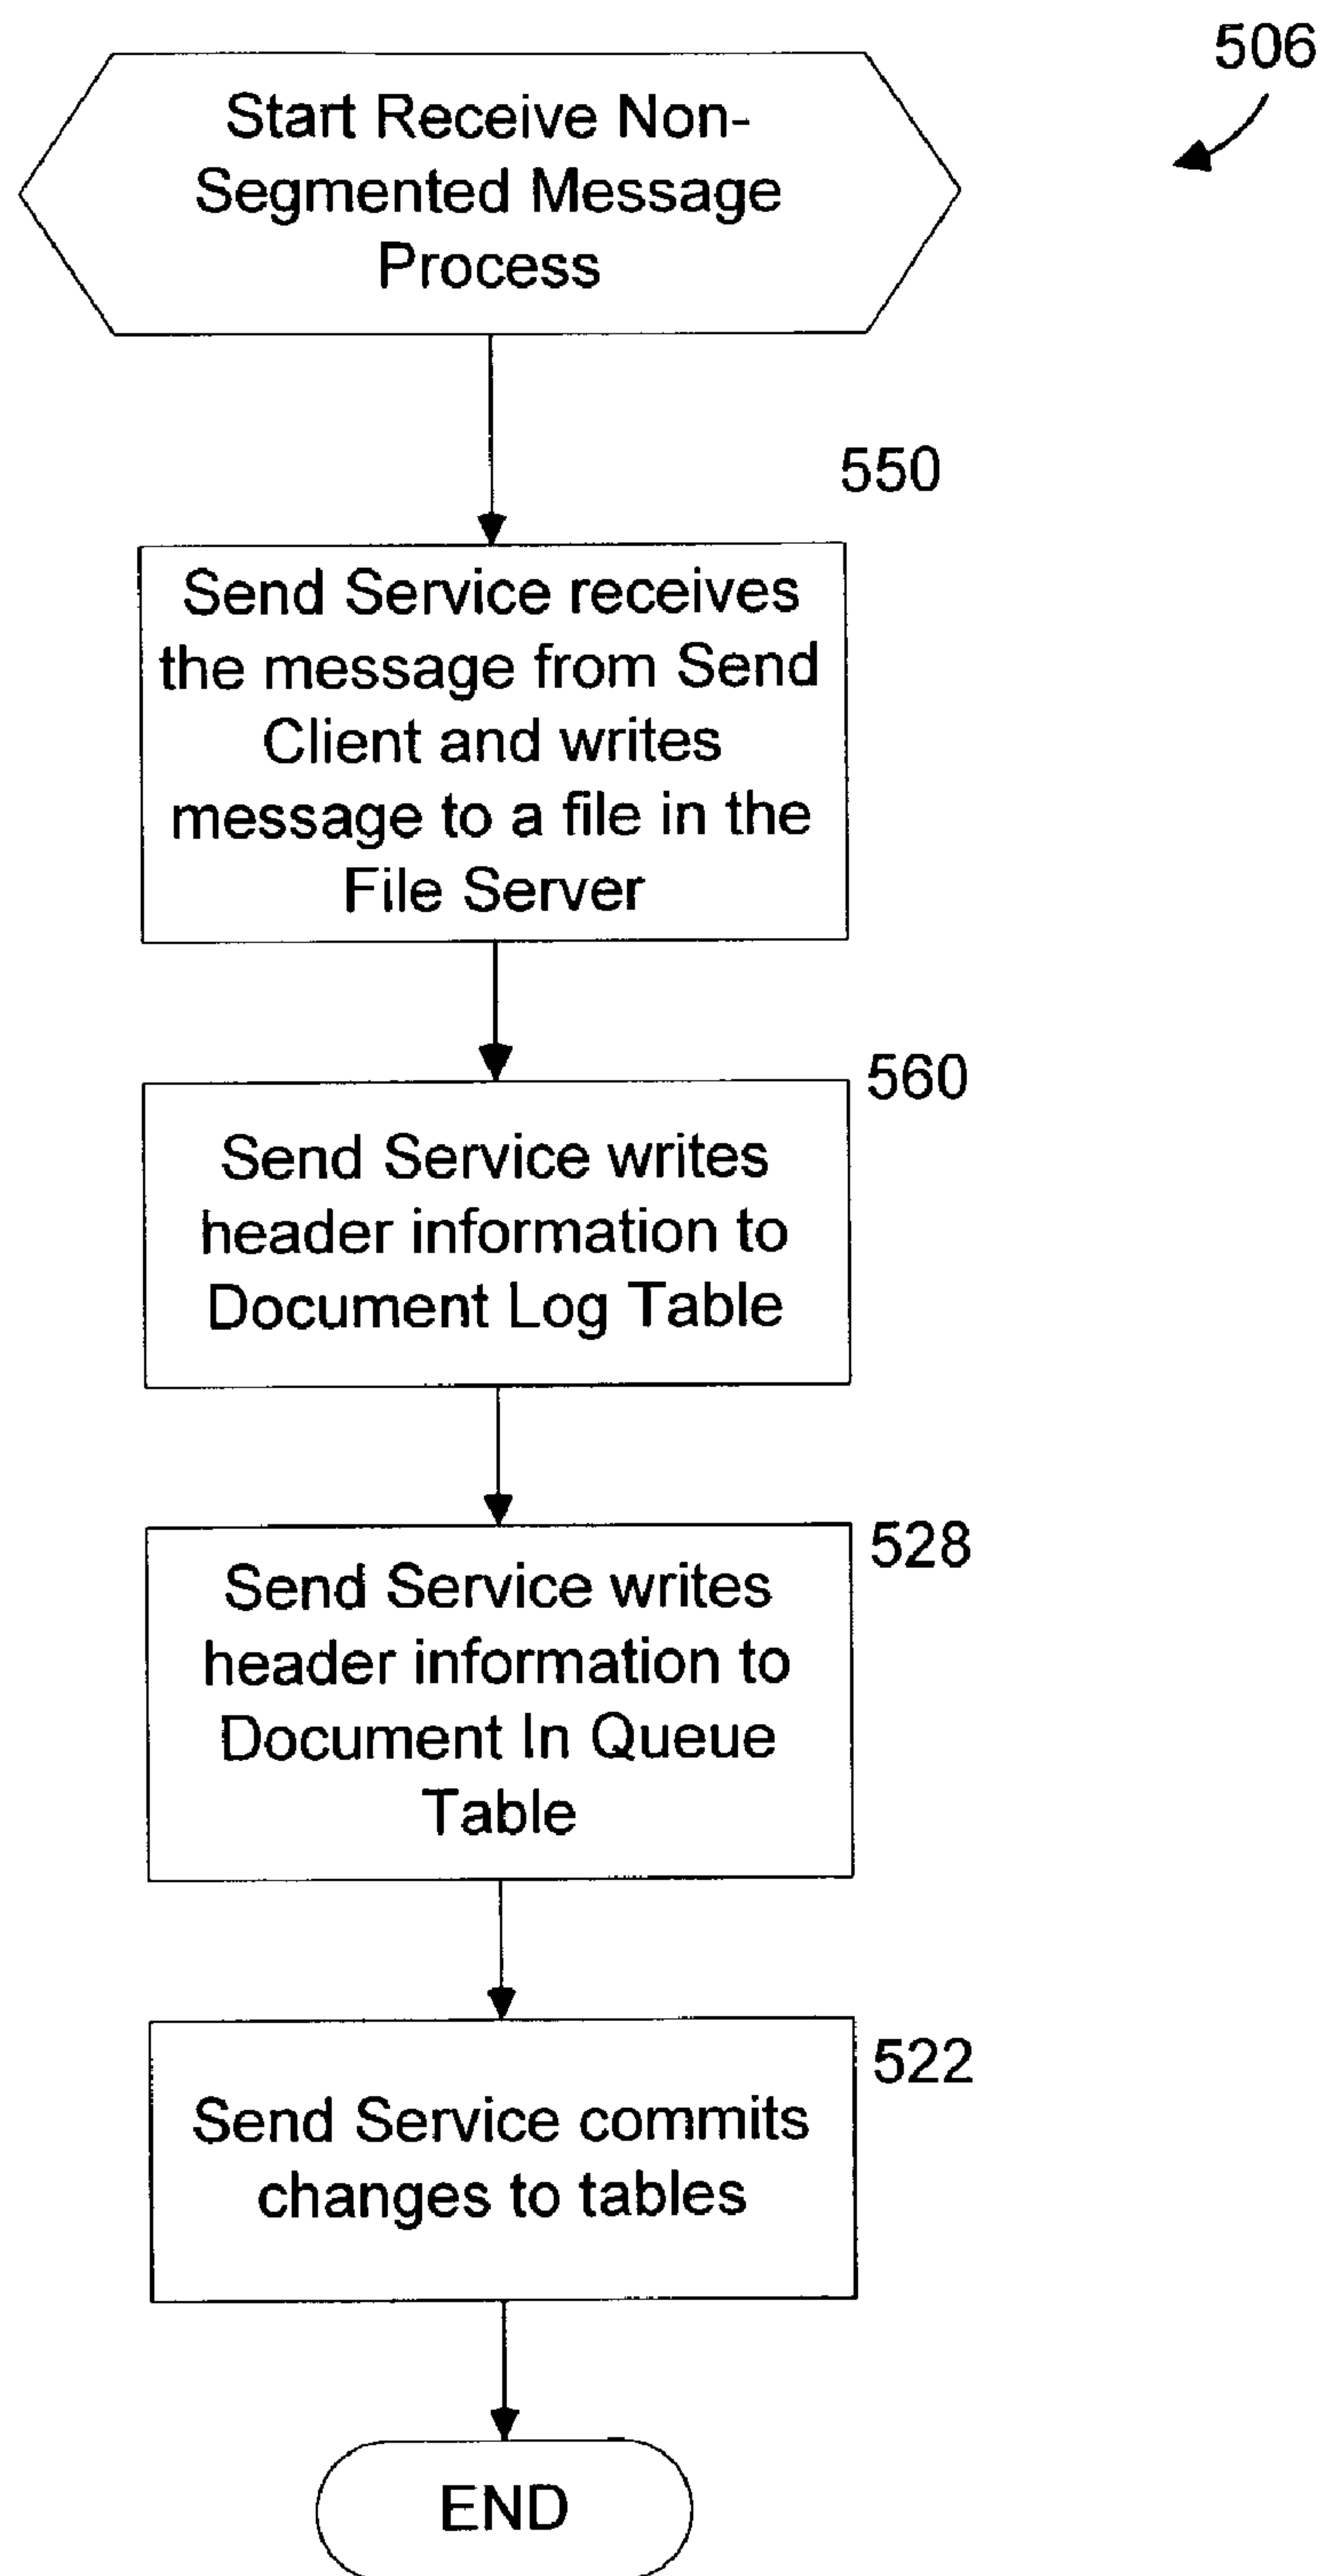 506
Start Receive Non-
Segmented Message
Process
550
Send Service receives
the message from Send
Client and writes
message to a file in the
File Server
560
Send Service writes
header information to
Document Log Table
528
Send Service writes
header information to
Document In Queue
Table
522
Send Service commits
changes to tables
END